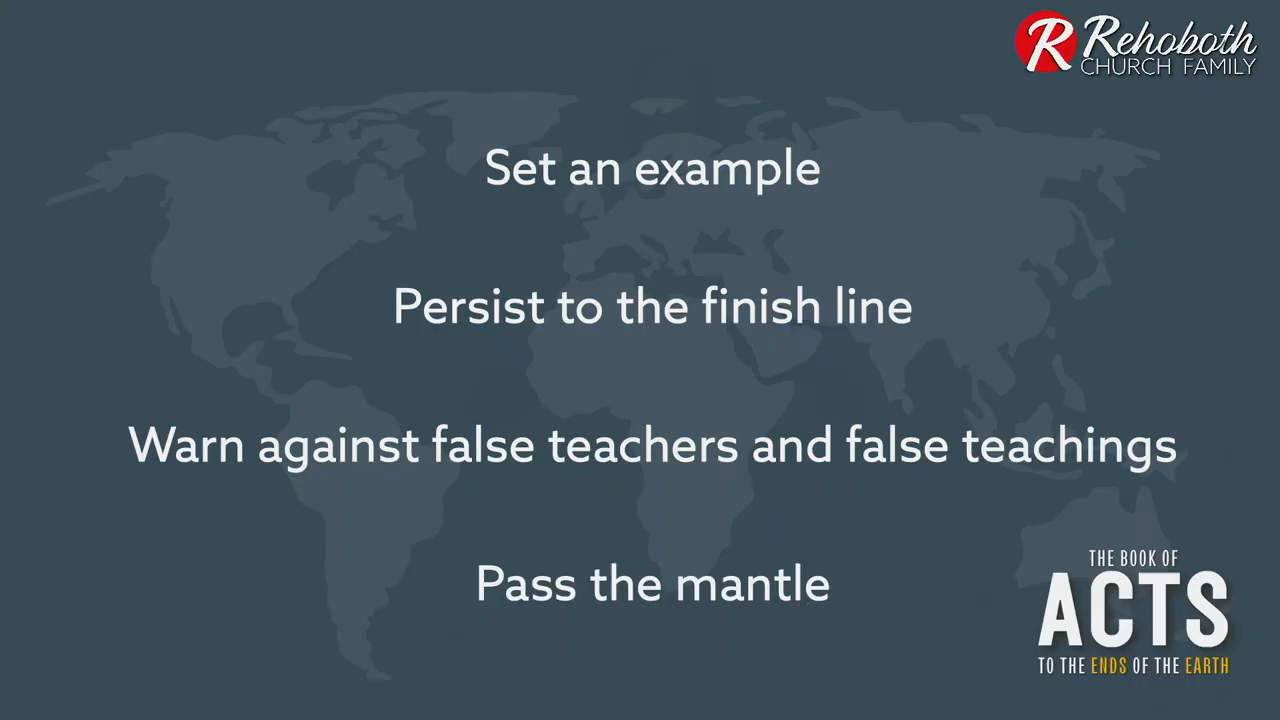 R Rehoboth
CHURCH FAMILY
Set an example
Persist to the finish line
Warn against false teachers and false teachings
Pass the mantle
THE BOOK OF
ACTS
TO THE ENDS OF THE EARTH